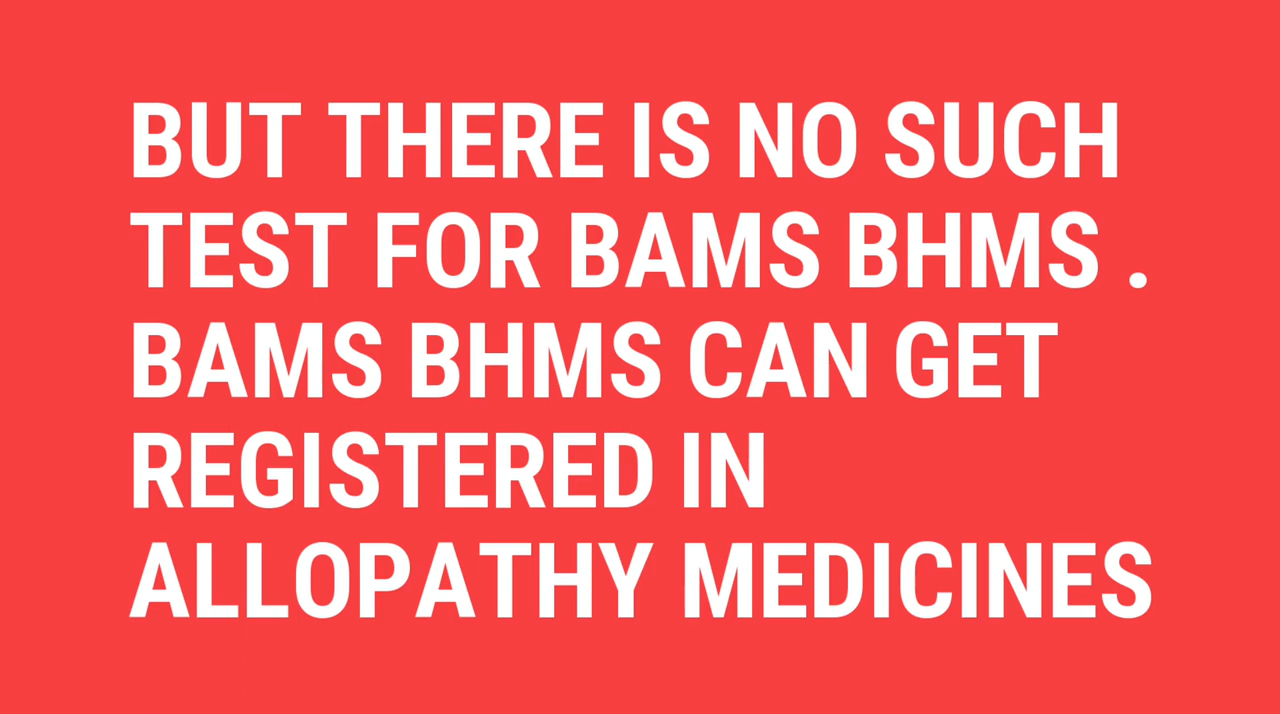 BUT THERE IS NO SUCH
TEST FOR BAMS BHMS .
BAMS BHMS CAN GET
REGISTERED IN
ALLOPATHY MEDICINES